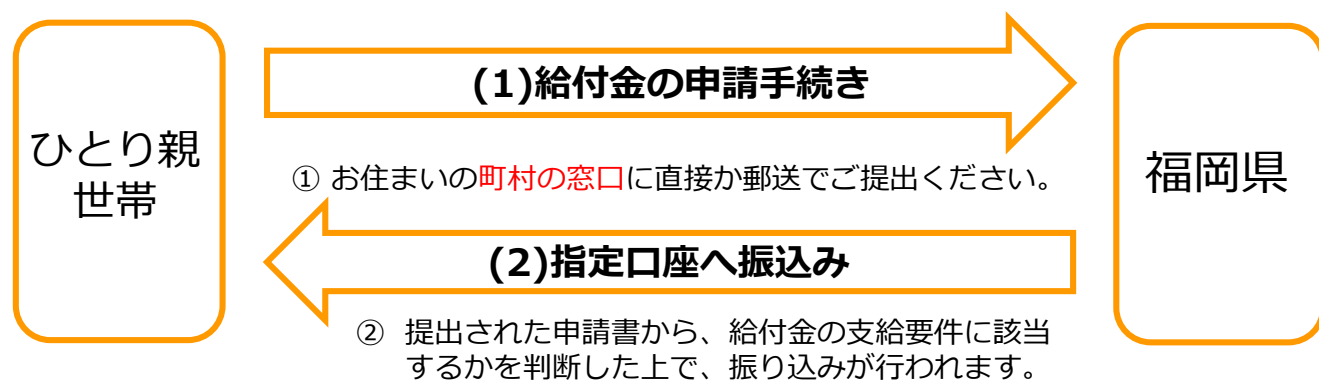 ひとり親
世帯
(1)給付金の申請手続き
① お住まいの町村の窓口に直接か郵送でご提出ください。
(2)指定口座へ振込み
② 提出された申請書から、給付金の支給要件に該当
するかを判断した上で、振り込みが行われます。
福岡県